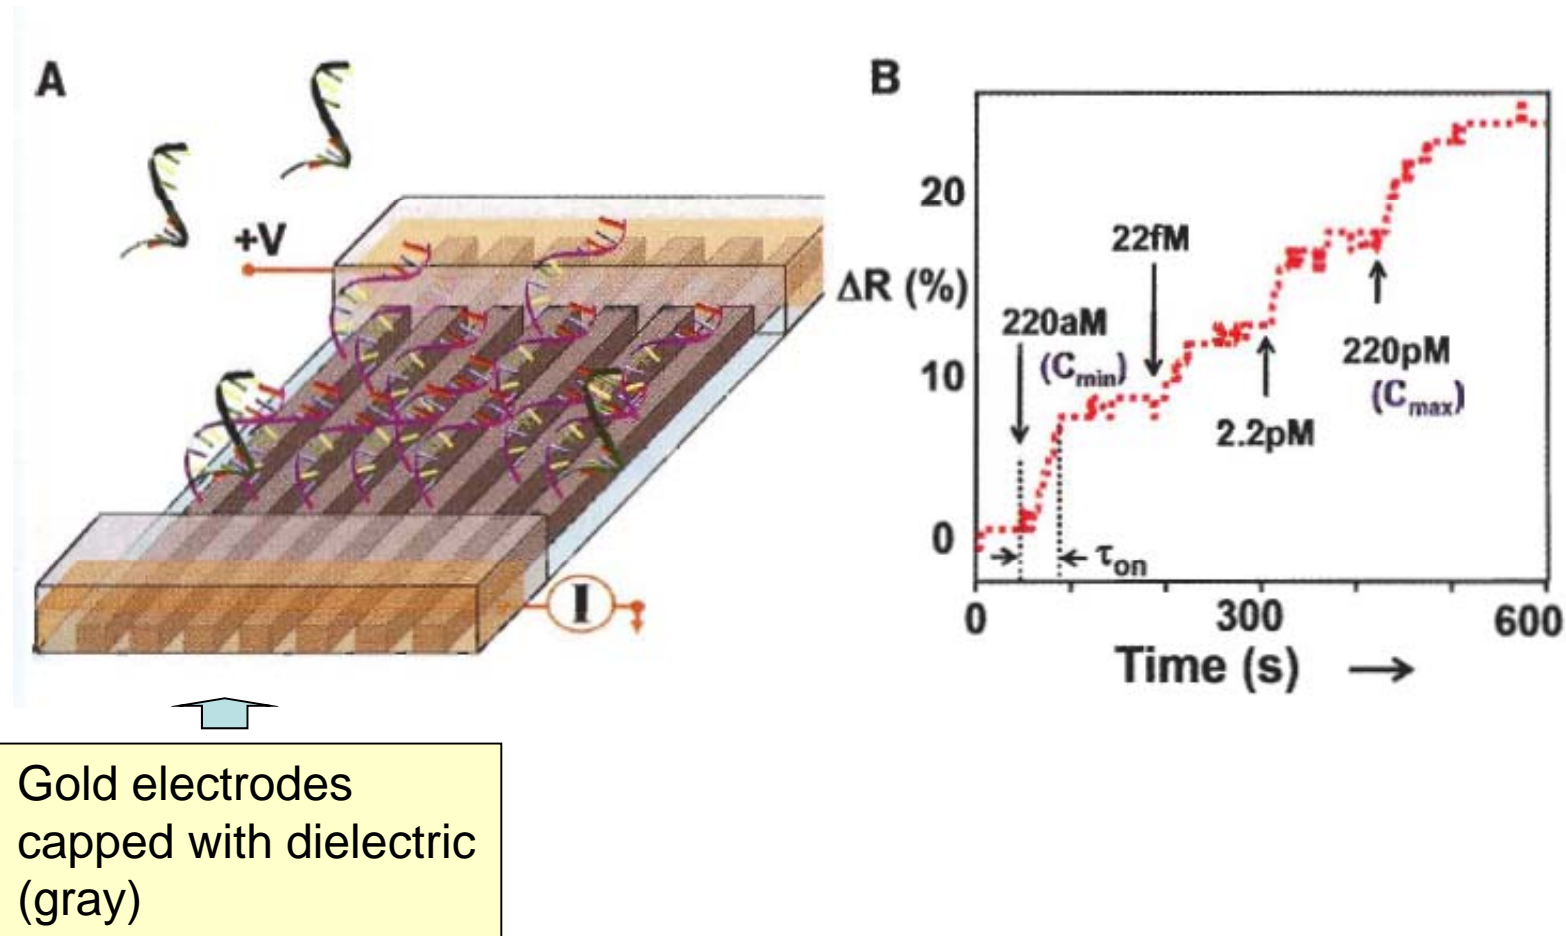 A
+V
I
Gold electrodes
capped with dielectric
(gray)
B
ΔR (%)
20
10
0
220aM
(Cmin)
22fM
2.2pM
220pM
(Cmax)
τon
0
300
600
Time (s)